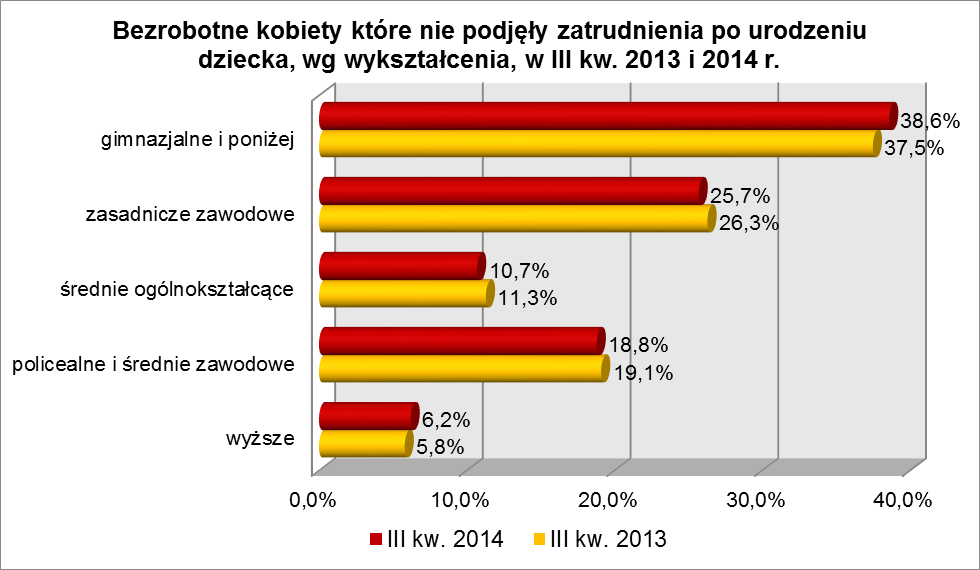 Bezrobotne kobiety które nie podjęły zatrudnienia po urodzeniu
dziecka, wg wykształcenia, w III kw. 2013 i 2014 r.
gimnazjalne i poniżej
38,6%
37,5%
zasadnicze zawodowe
25,7%
26,3%
średnie ogólnokształcące
10,7%
11,3%
policealne i średnie zawodowe
18,8%
19,1%
wyższe
6,2%
5,8%
0,0% 10,0% 20,0% 30,0% 40,0%
III kw. 2014 III kw. 2013